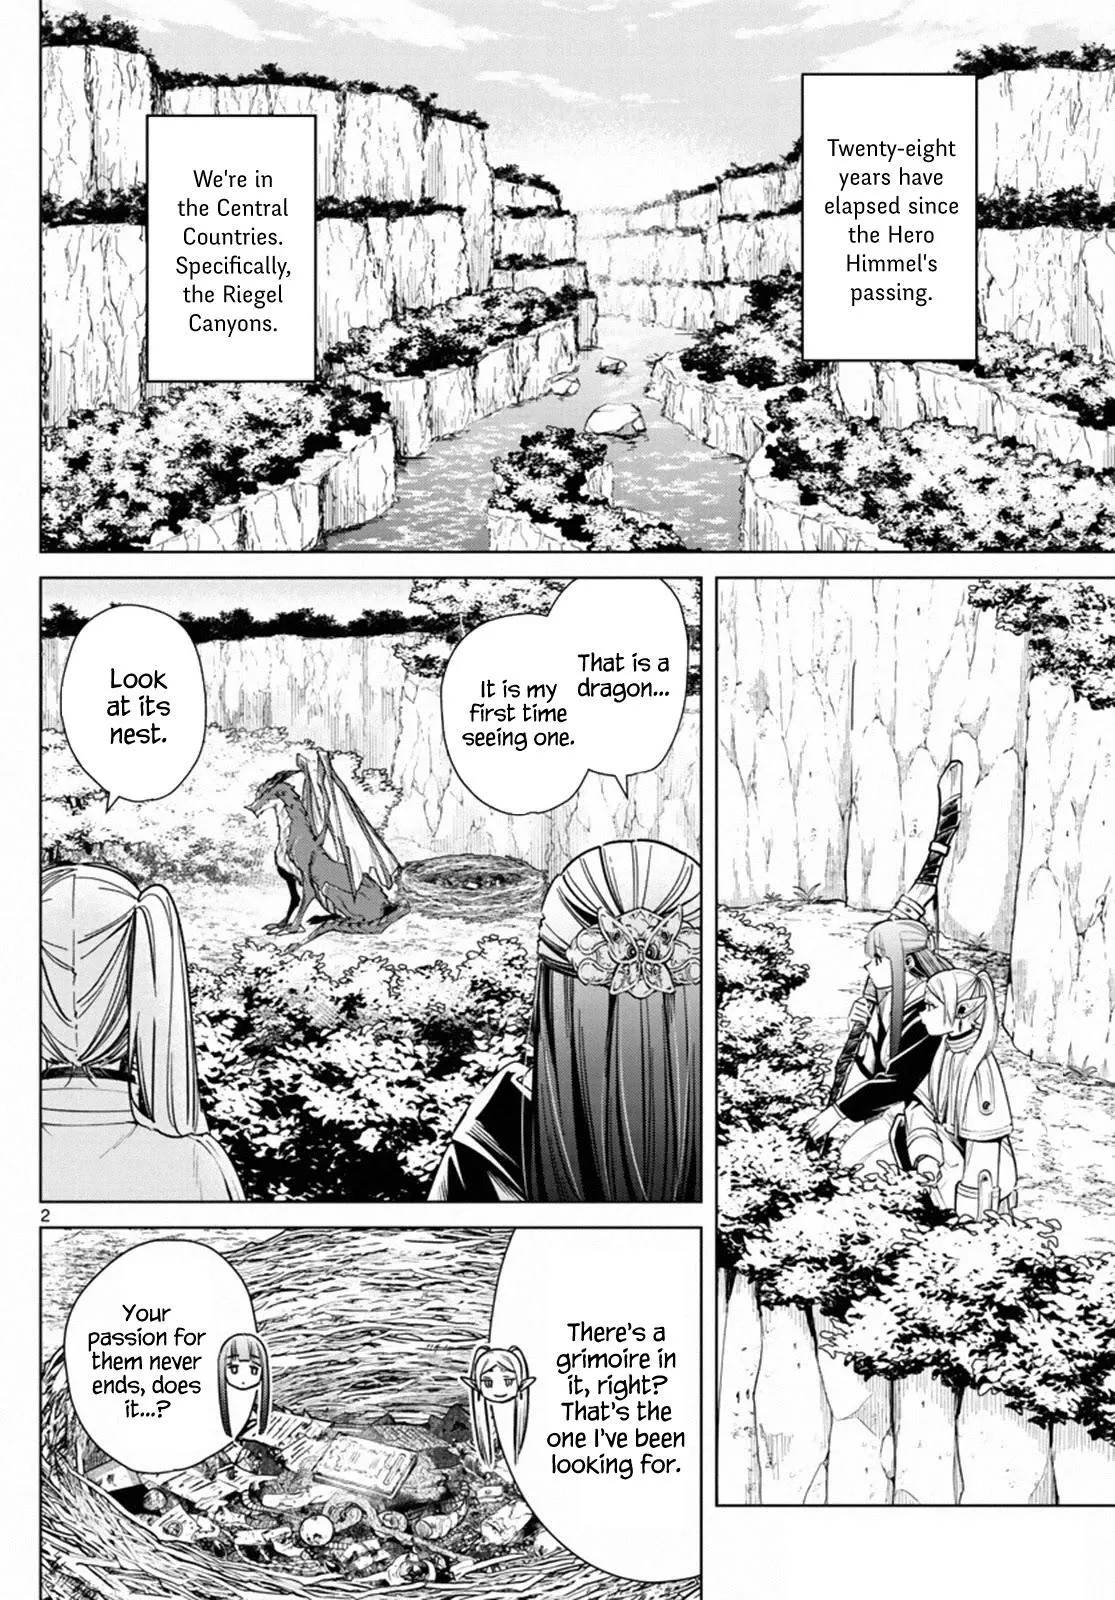 Twenty-eight
years have
elapsed since
the Hero
Himmel's
passing.
We're in
the Central
Countries.
Specifically,
the Riegel
Canyons.
That is a
dragon...
It is my
first time
seeing one.
Look
at its
nest.
There's a
grimoire in
it, right?
That's the
one I've been
looking for.
Your
passion for
them never
ends, does
it...?
2